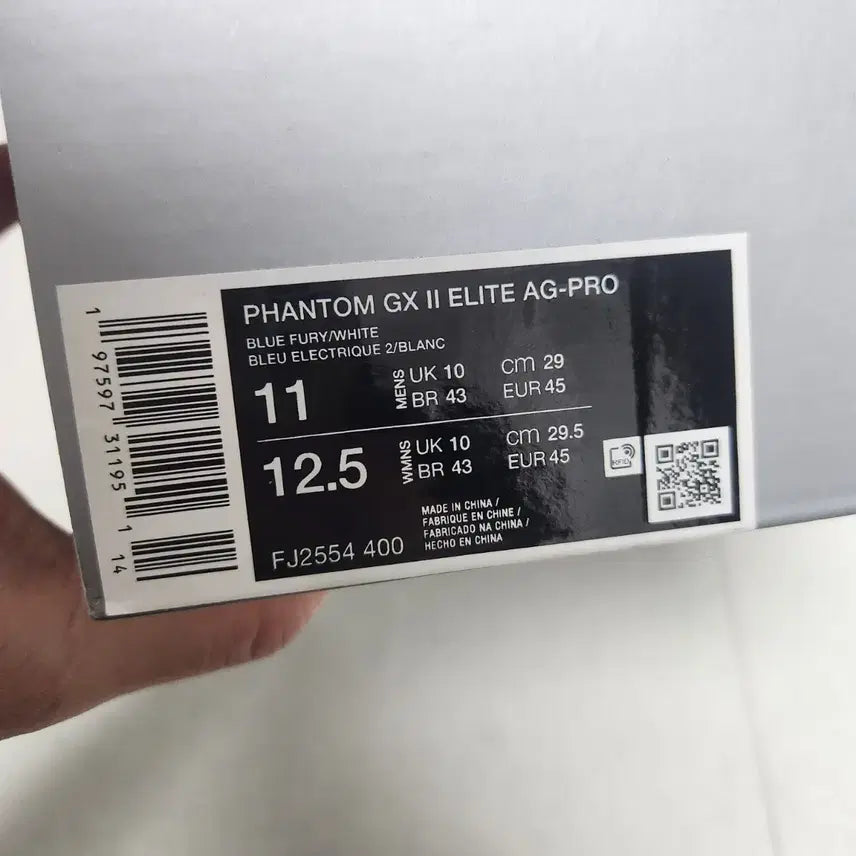 PHANTOM GX II ELITE AG-PRO
BLUE FURY/WHITE
BLEU ELECTRIQUE 2/BLANC
11 MENS UK 10 cm 29
BR 43 EUR 45
12.5 WMNS UK 10 cm 29.5
BR 43 EUR 45
RFID
MADE IN CHINA /
FABRIQUE EN CHINE /
FABRICADO NA CHINA /
HECHO EN CHINA
FJ2554 400
1 97597 31195 1 14